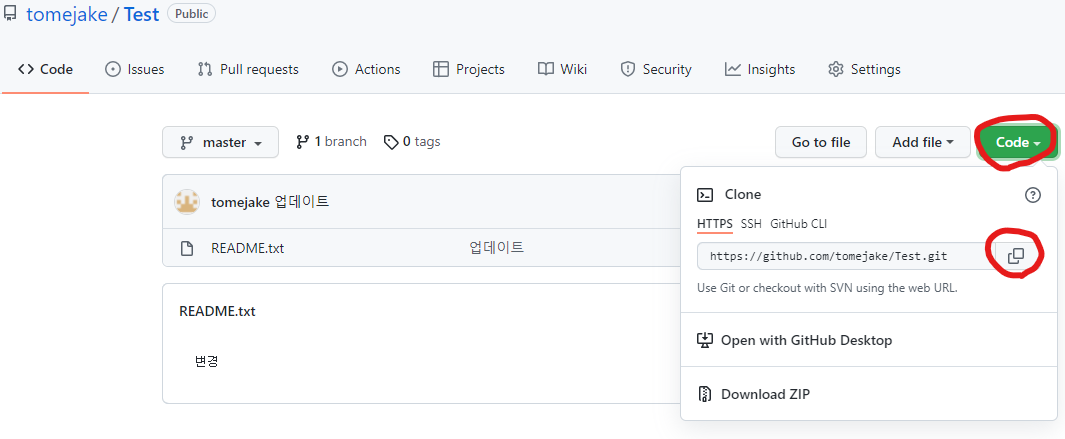 tomejake / Test Public
Code Issues Pull requests Actions Projects Wiki Security Insights Settings
master 1 branch 0 tags Go to file Add file Code
tomejake 업데이트
README.txt 업데이트
README.txt
변경
Clone
HTTPS SSH GitHub CLI
https://github.com/tomejake/Test.git
Use Git or checkout with SVN using the web URL.
Open with GitHub Desktop
Download ZIP